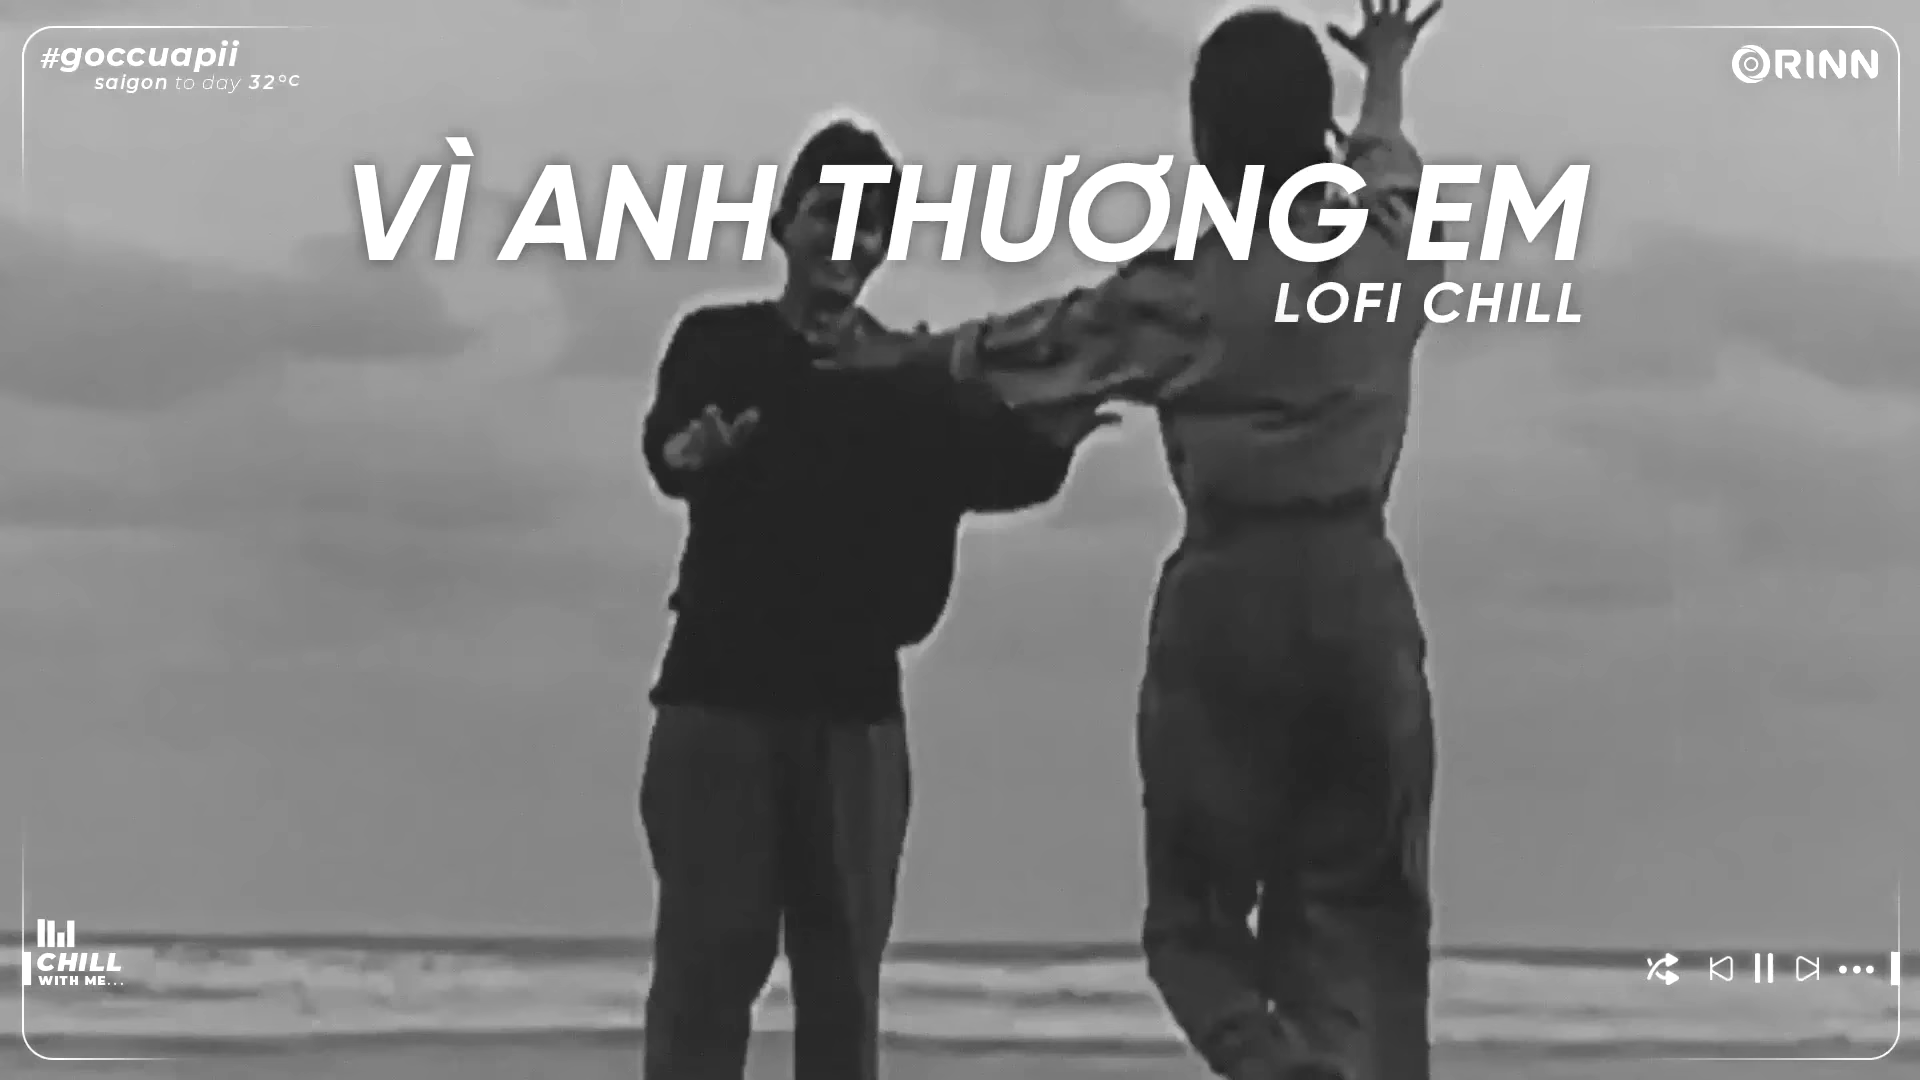 #goccuapii
saigon to day 32°C
ORINN
VÌ ANH THƯƠNG EM
LOFI CHILL
CHILL
WITH ME...